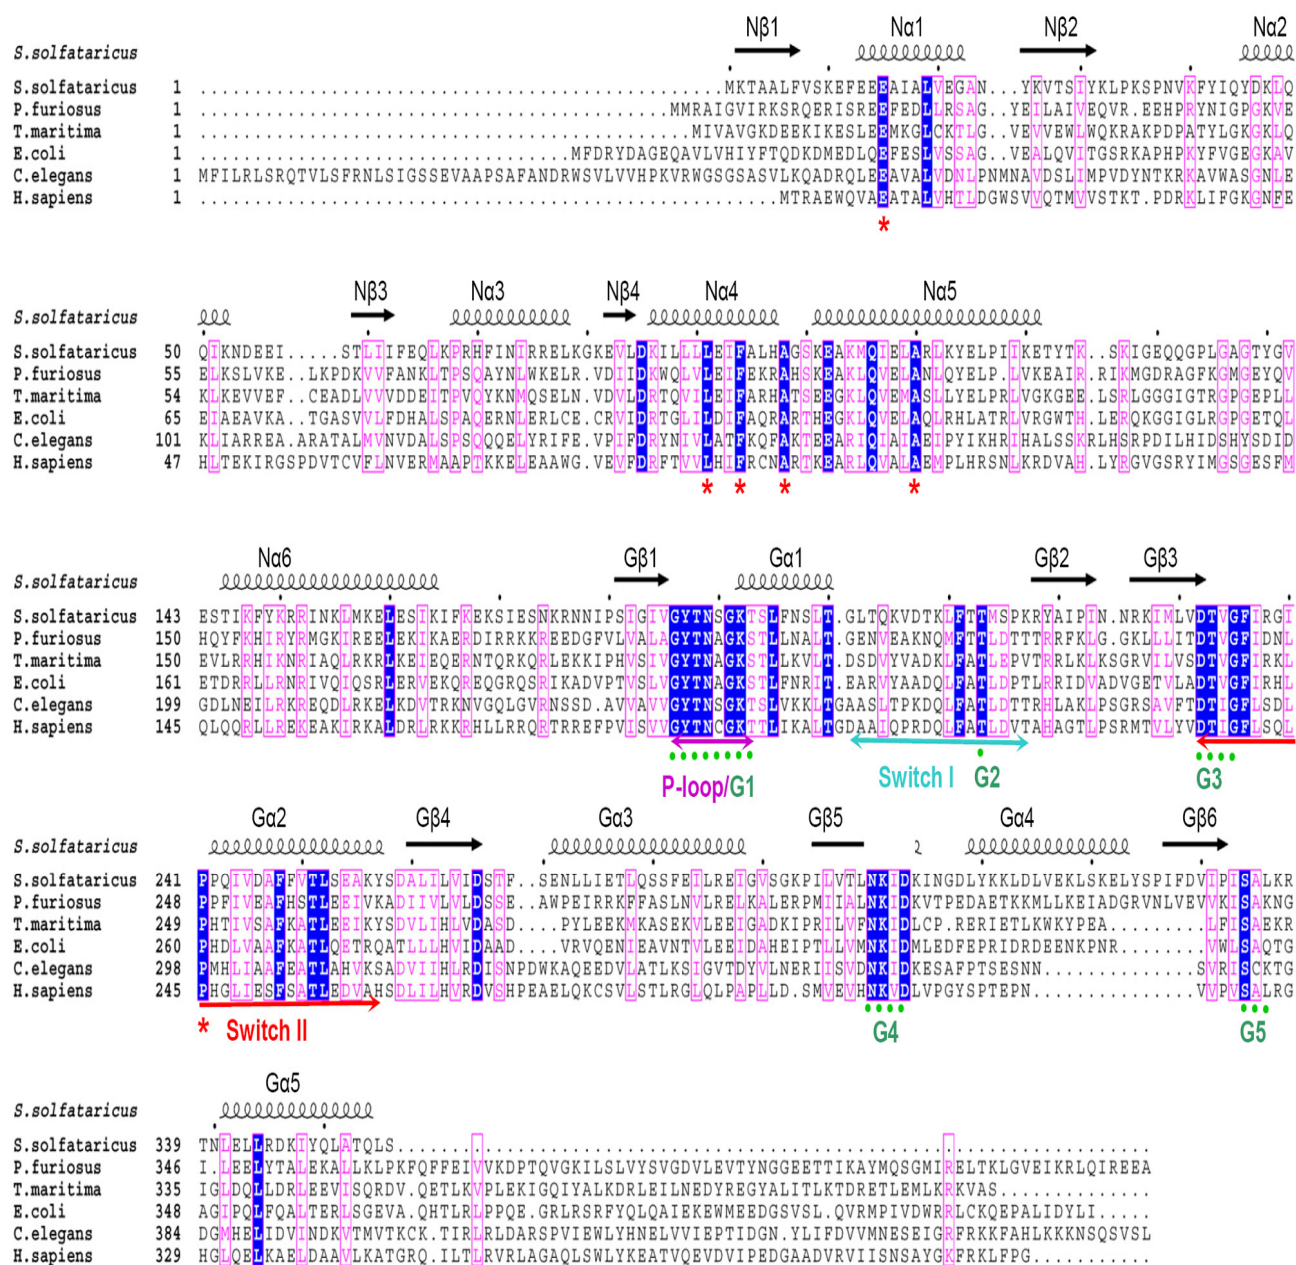 Nβ1 Nα1 Nβ2 Nα2
S.solfataricus
S.solfataricus 1 .................................................MKTAALFVSKEFEEEAIALVEGAN...YKVTSIYKLPKSPNVKFYIQYDKLQ
P.furiosus 1 ...........................................MMRAIGVIRKSRQERISREEFEDLLRSAG..YEILAIVEQVR.EEHPRYNIGPGKVE
T.maritima 1 .............................................MIVAVGKDEEKIKESLEEMKGLCKTLG..VEVVEWLWQKRAKPDPATYLGKGKLQ
E.coli 1 ..................................MFDRYDAGEQAVLVHIYFTQDKDMEDLQEFESLVSSAG..VEALQVITGSRKAPHPKYFVGEGKAV
C.elegans 1 MFILRLSRQTVLSFRNLSIGSSSEVAAPSAFANDRWSVLVVHPKVRWGSGSASVLKQADRQLEEAVALVDNLPNMNAVDSLIMPVDYNTKRKAVWASGNLE
H.sapiens 1 .....................................................MTRAEWQVAEATALVHTLDGWSVVQTMVVSTKT.PDRKLIFGKGNFE
*
Nβ3 Nα3 Nβ4 Nα4 Nα5
S.solfataricus
S.solfataricus 50 QIKNDEEI.....STLIIFEQLKPRHFINIRRELKGKEVLDKILLLLEIFALHAGSKEAKMQIELARLKYELPIIKETYTK..SKIGEQQGPLGAGTYGV
P.furiosus 55 ELKSLVKE..LKPDKVVFANKLTPSQAYNLWKELR.VDIIDKWQLVLEIFEKRAHSKEAKLQVELANLQYELP.LVKEAIR.RIKMGDRAGFKGMGEYQV
T.maritima 54 KLKEVVEF..CEADLVVVDDEITPVQYKNMQSELN.VDVLDRTQVILEIFARHATSEEGKLQVEMASLLYELPRLVGKGEE.LSRLGGGIGTRGPGEPLL
E.coli 65 EIAEAVKA..TGASVVLFDHALSPAQERNLERLCE.CRVIDRTGLILDIFAQRARTHEGKLQVELAQLRHLATRLVRGWTH.LERQKGGIGLRGPGETQL
C.elegans 101 KLIARREA.ARATALMVNVDALSPSQQQELYRIFE.VPIFDRYNIVLATFKQFAKTEEARIQIAIAEIPYIKHRIHALSSKRLHSRPDILHIDSHYSDID
H.sapiens 47 HLTEKIRGSPDVTCVFLNVERMAAPTKKELEAAWG.VEVFDRFTVVLHIFRCNARTKEARLQVALAEMPLHRSNLKRDVAH.LYRGVGSRYIMGSGESFM
* * * *
Nα6 Gβ1 Gα1 Gβ2 Gβ3
S.solfataricus
S.solfataricus 143 ESTIKFYKRRINKLMKELESIKIFKEKSIESNKRNNIPSIGIVGYTNSGKTSLFNSLT.GLTQKVDTKLFTTMSPKRYAIPIN.NRKIMLVDTVGFIRGI
P.furiosus 150 HQYFKHIRYRMGKIREELEKIKAERDIRRKKREEDGFVLVALAGYTNAGKSTLLNALT.GENVEAKNQMFTTLDTTTRRFKLG.GKLLLITDTVGFIDNL
T.maritima 150 EVLRRHIKNRIAQLRKRLKEIEQERNTQRKQRLEKKIPHVSIVGYTNAGKSTLLKVLT.DSDVYVADKLFATLEPVTRRLKLKSGRVILVSDTVGFIRKL
E.coli 161 ETDRRLLRNRIVQIQSRLERVEKQREQGRQSRIKADVPTVSLVGYTNAGKSTLFNRIT.EARVYAADQLFATLDPTLRRIDVADVGETVLADTVGFIRHL
C.elegans 199 GDLNEILRKREQDLRKELKDVTRKNVGQLGVRNSSD.AVVAVVGYTNSGKTSLVKKLTGAASLTPKDQLFATLDTTRHLAKLPSGRSAVFTDTVGFLSDL
H.sapiens 145 QLQQRLLREKEAKIRKALDRLRKKRHLLRRQRTRREFPVISVVGYTNCGKTTLIKALTGDAAIQPRDQLFATLDVTAHAGTLPSRMTVLYVDTIGFLSQL
P-loop/G1 Switch I G2 G3
Gα2 Gβ4 Gα3 Gβ5 Gα4 Gβ6
S.solfataricus
S.solfataricus 241 PPQIVDAFFVTLSEAKYSDALILVIDSTF..SENLLIETLQSSFEILREIGVSGKPILVTLNKIDKINGDLYKKLDLVEKLSKELYSPIFDVIPISALKR
P.furiosus 248 PPFIVEAFHSTLEEIVKADIIVLVLDSSE..AWPEIRRKFFASLNVLRELKALERPMIIALNKIDKVTPEDAETKKMLLKEIADGRVNLVEVVKISAKNG
T.maritima 249 PHTIVSAFKATLEEIKYSDVIVHLVDVSD....PYLEEKMKASEKVLEEIGADKIPRILVFNKIDLCP.RERIETLKWKYPEA.........LFISAEKR
E.coli 260 PHDLVAAFKATLQETRQATLLLHVIDAAD....VRVQENIEAVNTVLEEIDAHEIPTLLVMNKIDMLEDFEPRIDRDEENKPNR........VWLSAQTG
C.elegans 298 PMHLIAAFEATLAHVKSADVIIHLRDISNPDWKAQEEDVLATLKSIGVTDYVLNERIISVDNKIDKESAFPTSESNN..............SVRISCKTG
H.sapiens 245 PHGLIESFSATLEDVAHSDLILHVRDVSHPEAELQKCSVLSTLRGLQLPAPLLD.SMVEVHNKVDLVPGYSPTEPN...............VVPVSALRG
* Switch II G4 G5
Gα5
S.solfataricus
S.solfataricus 339 TNLELLRDKIYQLATQLS.....................................................................
P.furiosus 346 I.LEELYTALEKALLKLPKFQFFEIVVKDPTQVGKILSLVYSVGDVLEVTYNGGEETTIKAYMQSGMIRELTKLGVEIKRLQIREEA
T.maritima 335 IGLDQLLDRLEEVISQRDV.QETLKVPLEKIGQIYALKDRLEILNEDYREGYALITLKTDRETLEMLKRKVAS..............
E.coli 348 AGIPQLFQALTERLSGEVA.QHTLRLPPQE.GRLRSRFYQLQAIEKEWMEEDGSVSL.QVRMPIVDWRRLCKQEPALIDYLI.....
C.elegans 384 DGMHELIDVINDKVTMVTKCK.TIRLRLDARSPVIEWLYHNELVVIEPTIDGN.YLIFDVVMNESEIGRFRKKFAHLKKKNSQSVSL
H.sapiens 329 HGLQELKAELDAAVLKATGRQ.ILTLRVRLAGAQLSWLYKEATVQEVDVIPEDGAADVRVIISNSAYGKFRKLFPG...........